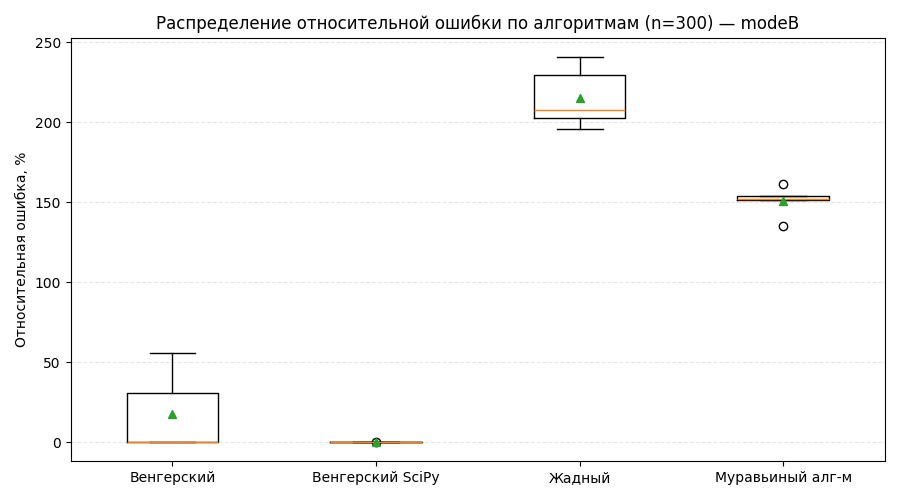 Распределение относительной ошибки по алгоритмам (n=300) — modeB
Относительная ошибка, %
250
200
150
100
50
0
Венгерский
Венгерский SciPy
Жадный
Муравьиный алг-м